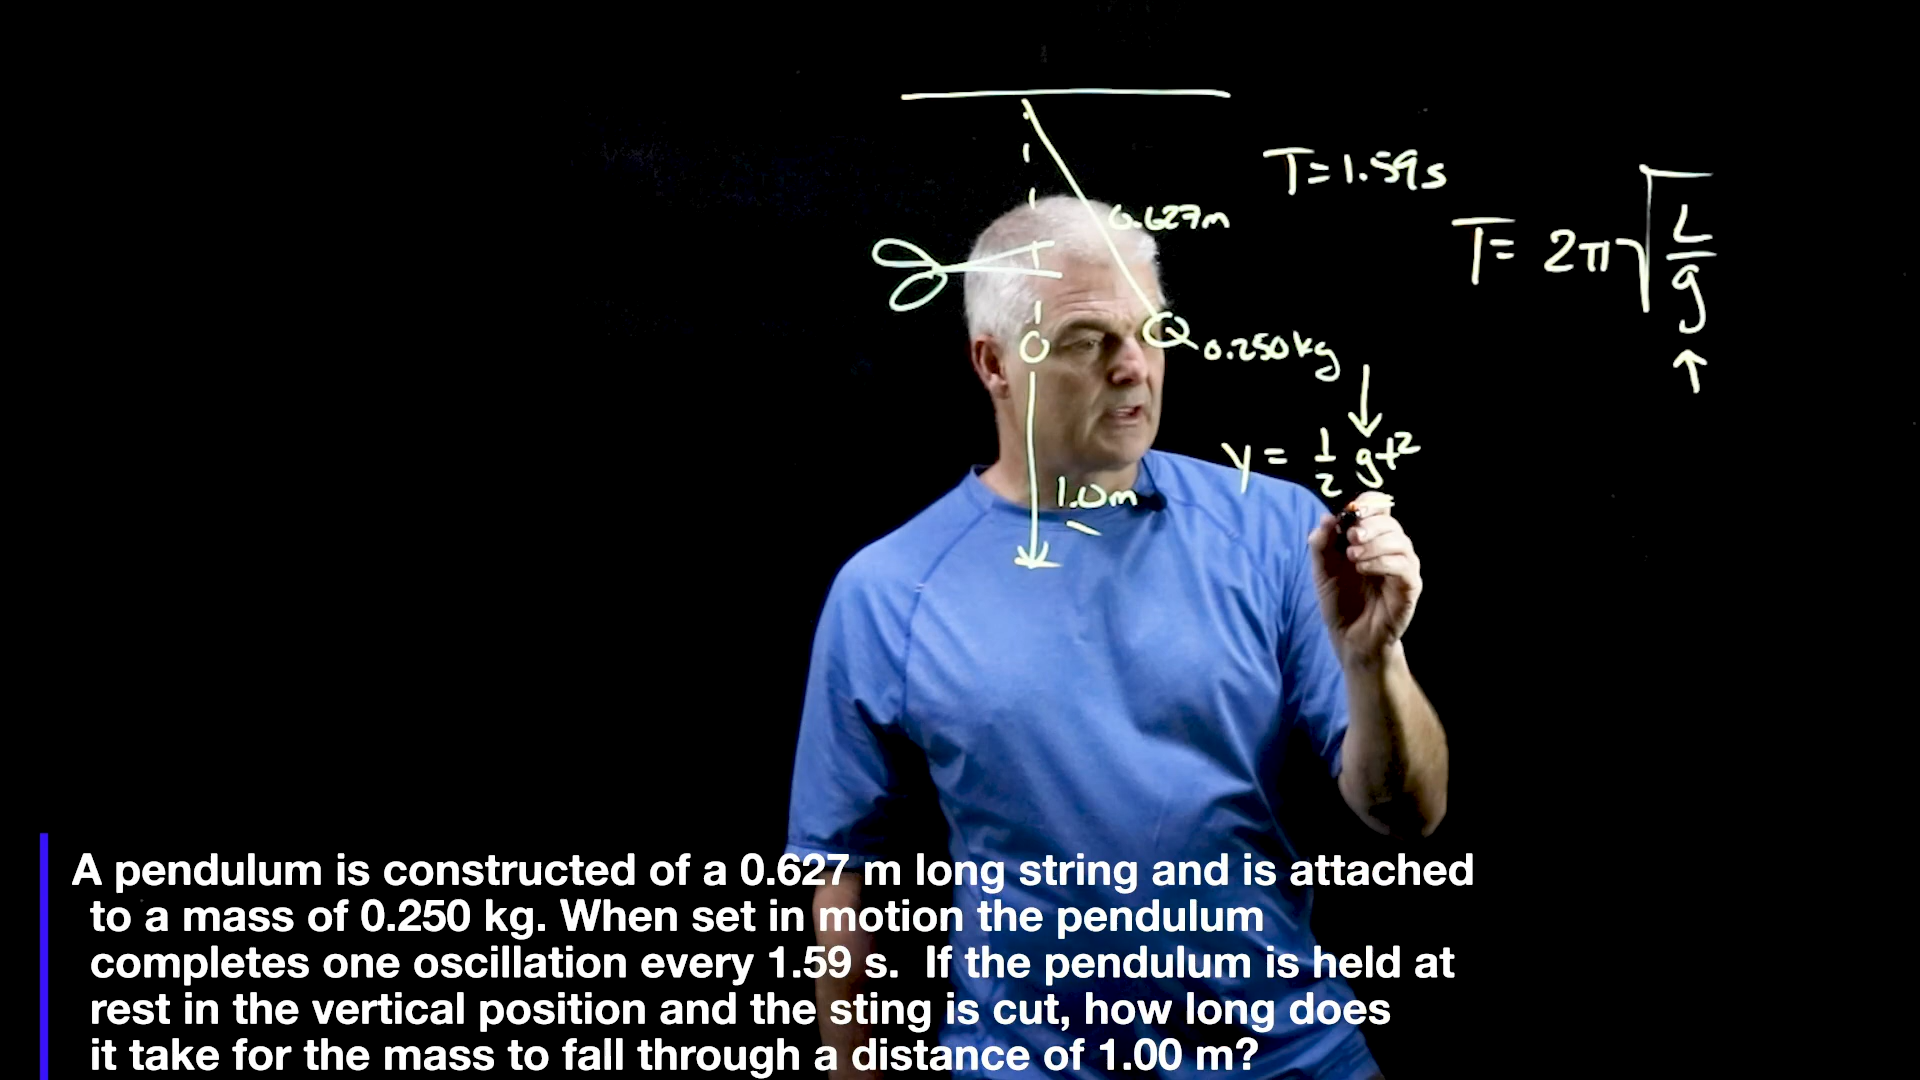 T=1.59s
0.627m
T= 2π√L/g
0.250kg
y = 1/2 gt²
1.0m
A pendulum is constructed of a 0.627 m long string and is attached
to a mass of 0.250 kg. When set in motion the pendulum
completes one oscillation every 1.59 s. If the pendulum is held at
rest in the vertical position and the sting is cut, how long does
it take for the mass to fall through a distance of 1.00 m?